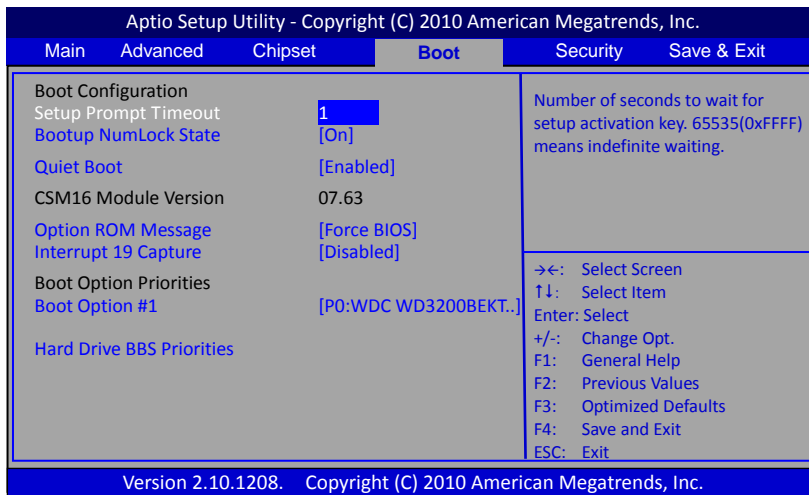 Aptio Setup Utility - Copyright (C) 2010 American Megatrends, Inc.
Main Advanced Chipset Boot Security Save & Exit
Boot Configuration
Setup Prompt Timeout 1
Bootup NumLock State [On]
Quiet Boot [Enabled]
CSM16 Module Version 07.63
Option ROM Message [Force BIOS]
Interrupt 19 Capture [Disabled]
Boot Option Priorities
Boot Option #1 [P0:WDC WD3200BEKT..]
Hard Drive BBS Priorities
Number of seconds to wait for
setup activation key. 65535(0xFFFF)
means indefinite waiting.
→←: Select Screen
↑↓: Select Item
Enter: Select
+/-: Change Opt.
F1: General Help
F2: Previous Values
F3: Optimized Defaults
F4: Save and Exit
ESC: Exit
Version 2.10.1208. Copyright (C) 2010 American Megatrends, Inc.